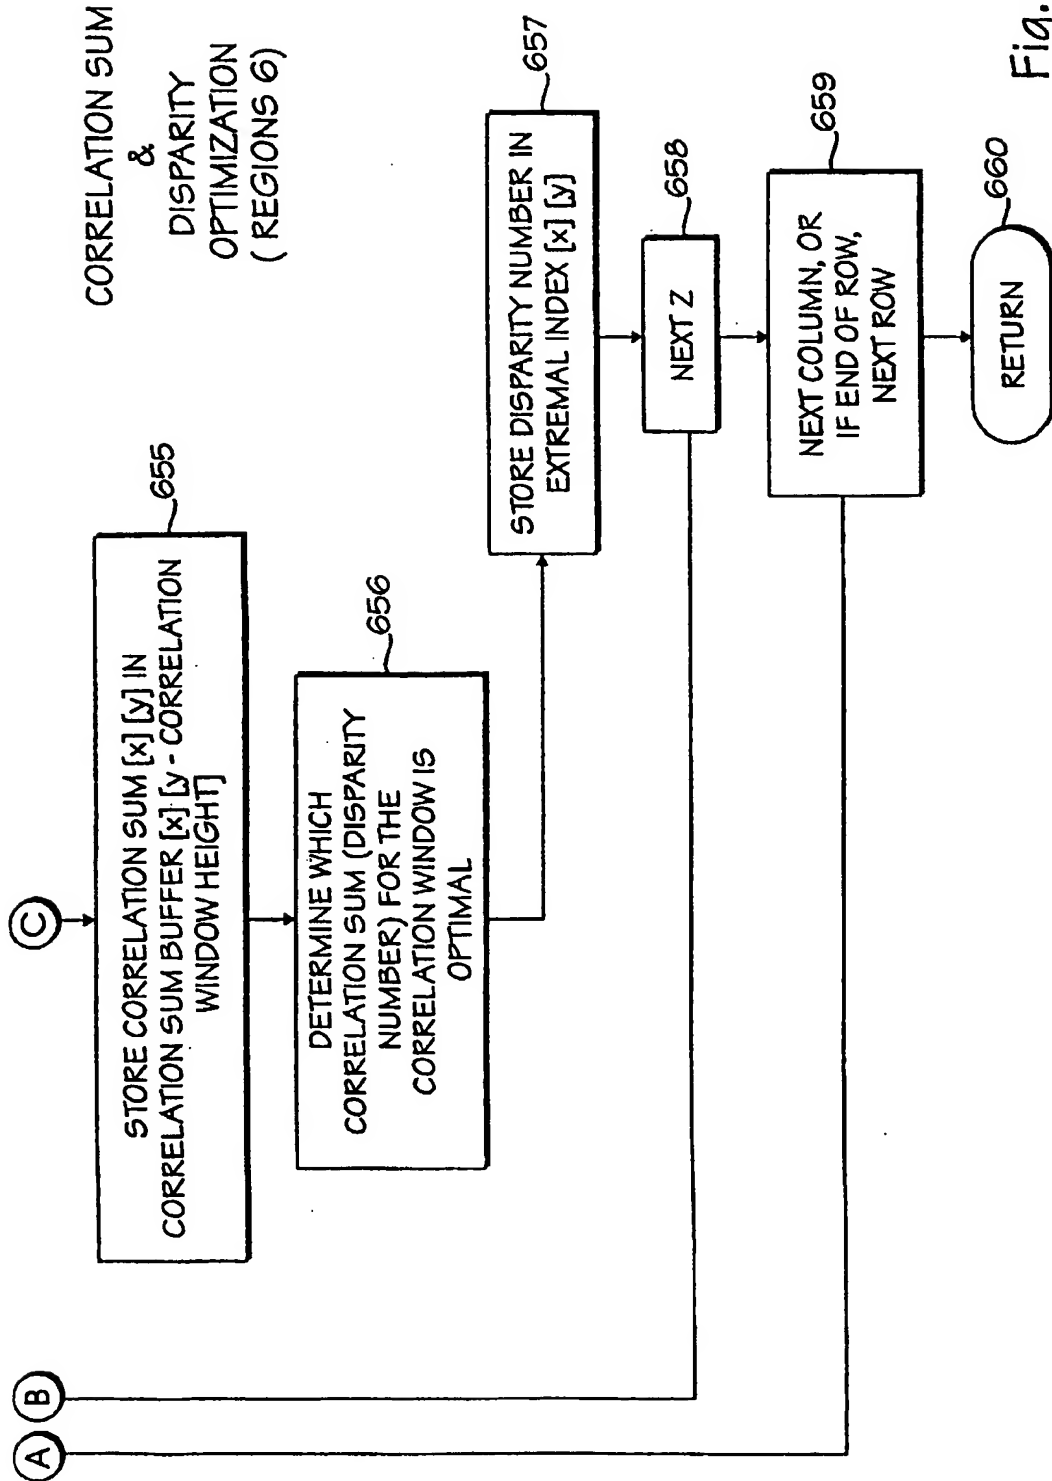 CORRELATION SUM
&
DISPARITY
OPTIMIZATION
( REGIONS 6)
A
B
C
STORE CORRELATION SUM [x] [y] IN
CORRELATION SUM BUFFER [x] [y - CORRELATION
WINDOW HEIGHT]
655
DETERMINE WHICH
CORRELATION SUM (DISPARITY
NUMBER) FOR THE
CORRELATION WINDOW IS
OPTIMAL
656
STORE DISPARITY NUMBER IN
EXTREMAL INDEX [x] [y]
657
NEXT Z
658
NEXT COLUMN, OR
IF END OF ROW,
NEXT ROW
659
RETURN
660
Fig.